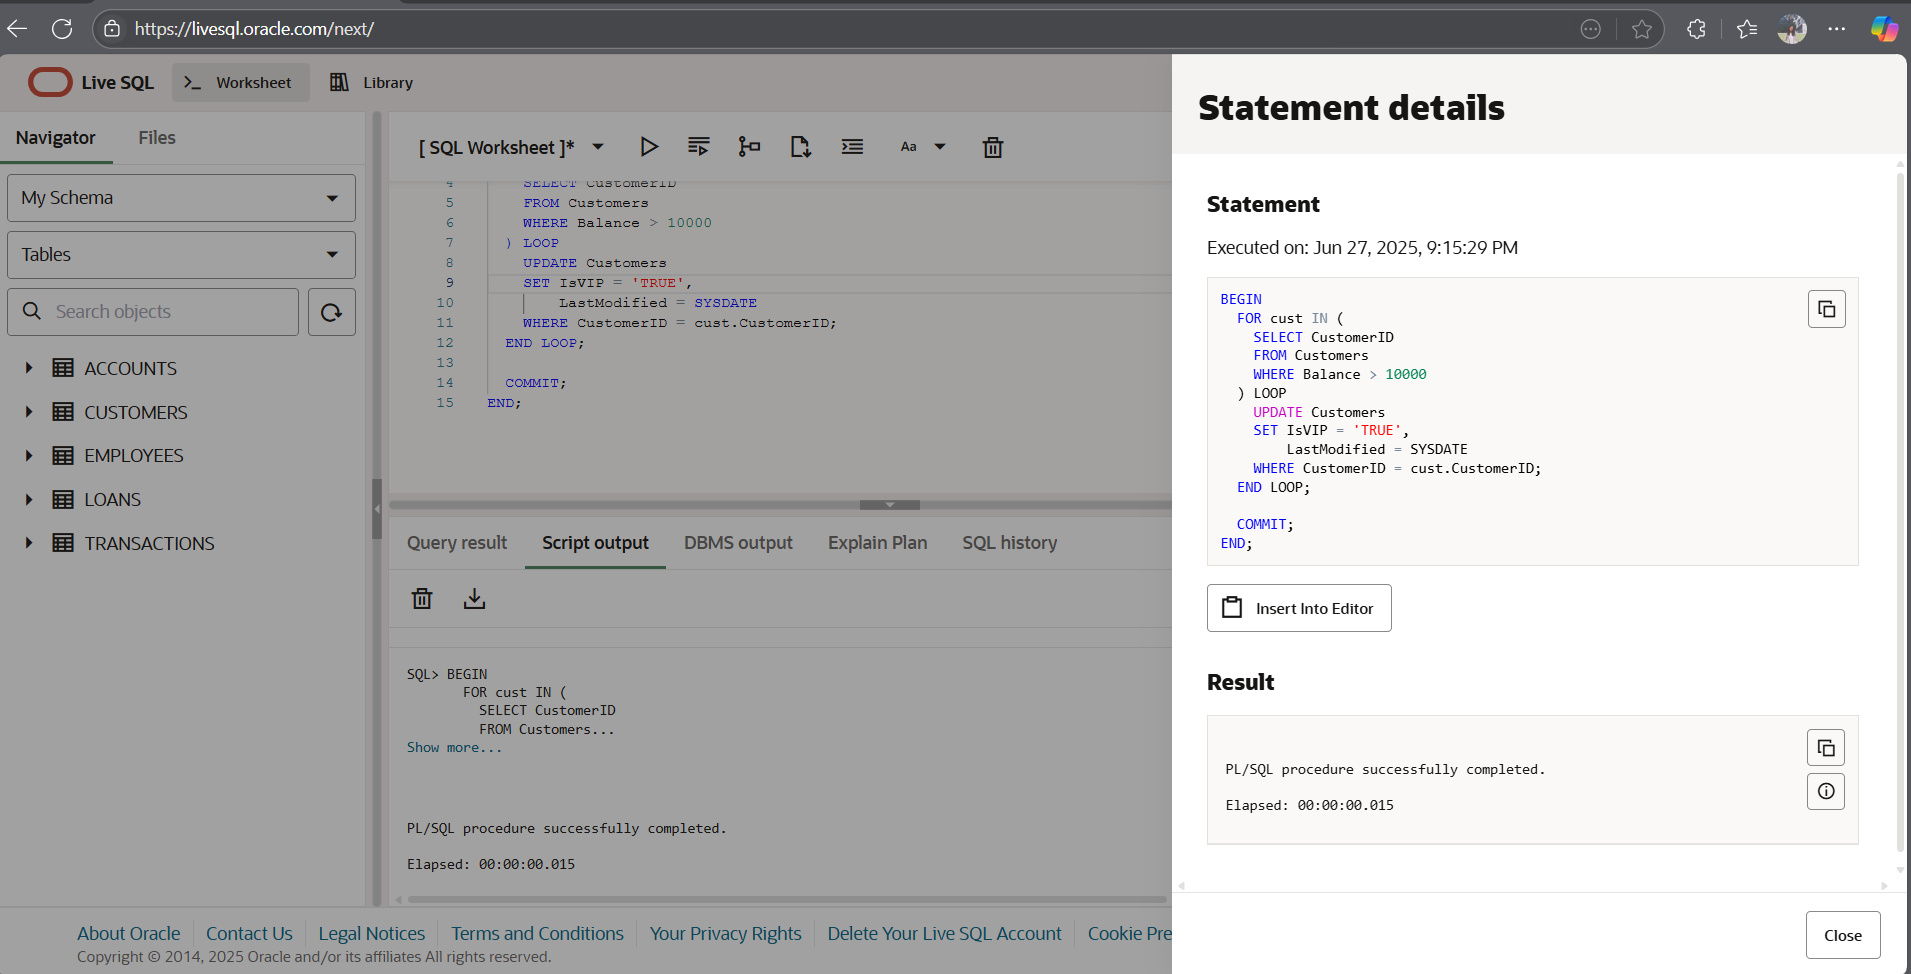 https://livesql.oracle.com/next/
Live SQL
Worksheet
Library
Navigator
Files
My Schema
Tables
Search objects
ACCOUNTS
CUSTOMERS
EMPLOYEES
LOANS
TRANSACTIONS
[ SQL Worksheet ]*
Aa
4 SELECT CustomerID
5 FROM Customers
6 WHERE Balance > 10000
7 ) LOOP
8 UPDATE Customers
9 SET IsVIP = 'TRUE',
10 LastModified = SYSDATE
11 WHERE CustomerID = cust.CustomerID;
12 END LOOP;
13
14 COMMIT;
15 END;
Query result
Script output
DBMS output
Explain Plan
SQL history
SQL> BEGIN
FOR cust IN (
SELECT CustomerID
FROM Customers...
Show more...
PL/SQL procedure successfully completed.
Elapsed: 00:00:00.015
Statement details
Statement
Executed on: Jun 27, 2025, 9:15:29 PM
BEGIN
FOR cust IN (
SELECT CustomerID
FROM Customers
WHERE Balance > 10000
) LOOP
UPDATE Customers
SET IsVIP = 'TRUE',
LastModified = SYSDATE
WHERE CustomerID = cust.CustomerID;
END LOOP;
COMMIT;
END;
Insert Into Editor
Result
PL/SQL procedure successfully completed.
Elapsed: 00:00:00.015
Close
About Oracle
Contact Us
Legal Notices
Terms and Conditions
Your Privacy Rights
Delete Your Live SQL Account
Cookie Pre
Copyright © 2014, 2025 Oracle and/or its affiliates All rights reserved.